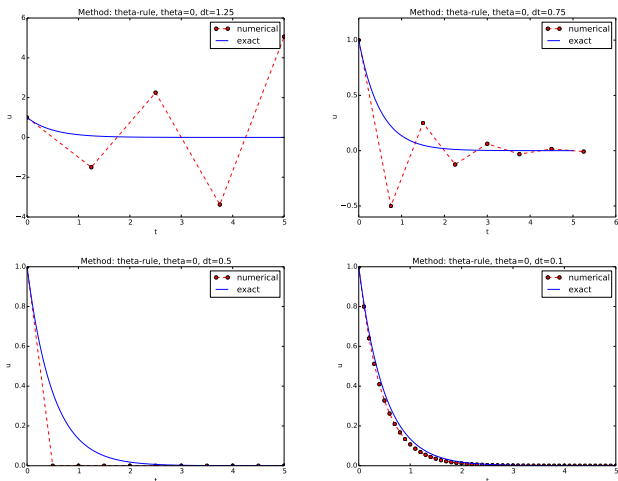 Method: theta-rule, theta=0, dt=1.25
6
4
2
0
−2
−4
u
numerical
exact
0 1 2 3 4 5
t
Method: theta-rule, theta=0, dt=0.75
1.0
0.5
0.0
−0.5
u
numerical
exact
0 1 2 3 4 5 6
t
Method: theta-rule, theta=0, dt=0.5
1.0
0.8
0.6
0.4
0.2
0.0
u
numerical
exact
0 1 2 3 4 5
t
Method: theta-rule, theta=0, dt=0.1
1.0
0.8
0.6
0.4
0.2
0.0
u
numerical
exact
0 1 2 3 4 5
t